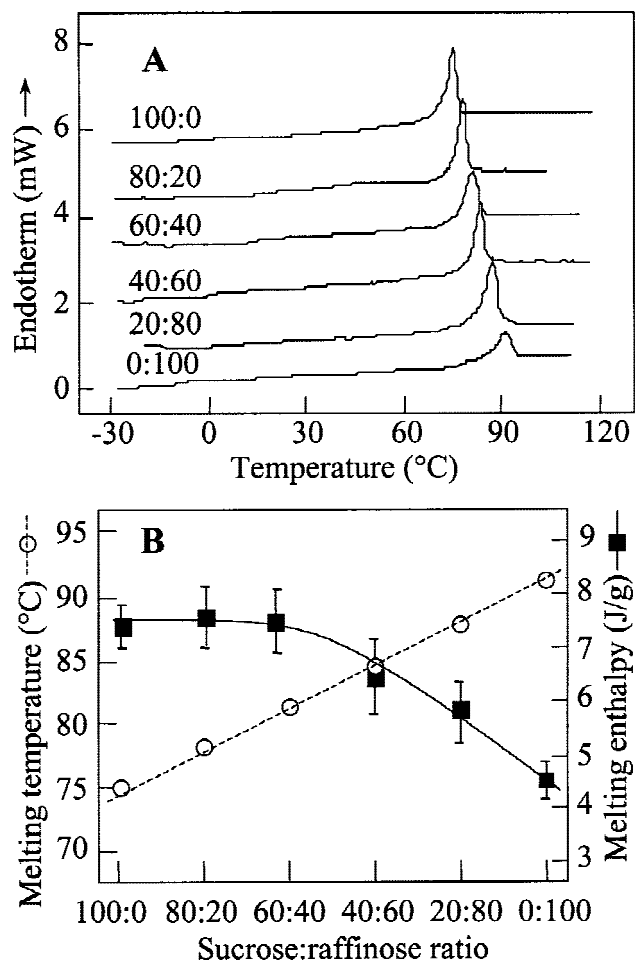 A
8
6
4
2
0
Endotherm (mW) →
100:0
80:20
60:40
40:60
20:80
0:100
-30 0 30 60 90 120
Temperature (°C)
B
95
90
85
80
75
70
Melting temperature (°C)
9
8
7
6
5
4
3
Melting enthalpy (J/g)
100:0 80:20 60:40 40:60 20:80 0:100
Sucrose:raffinose ratio